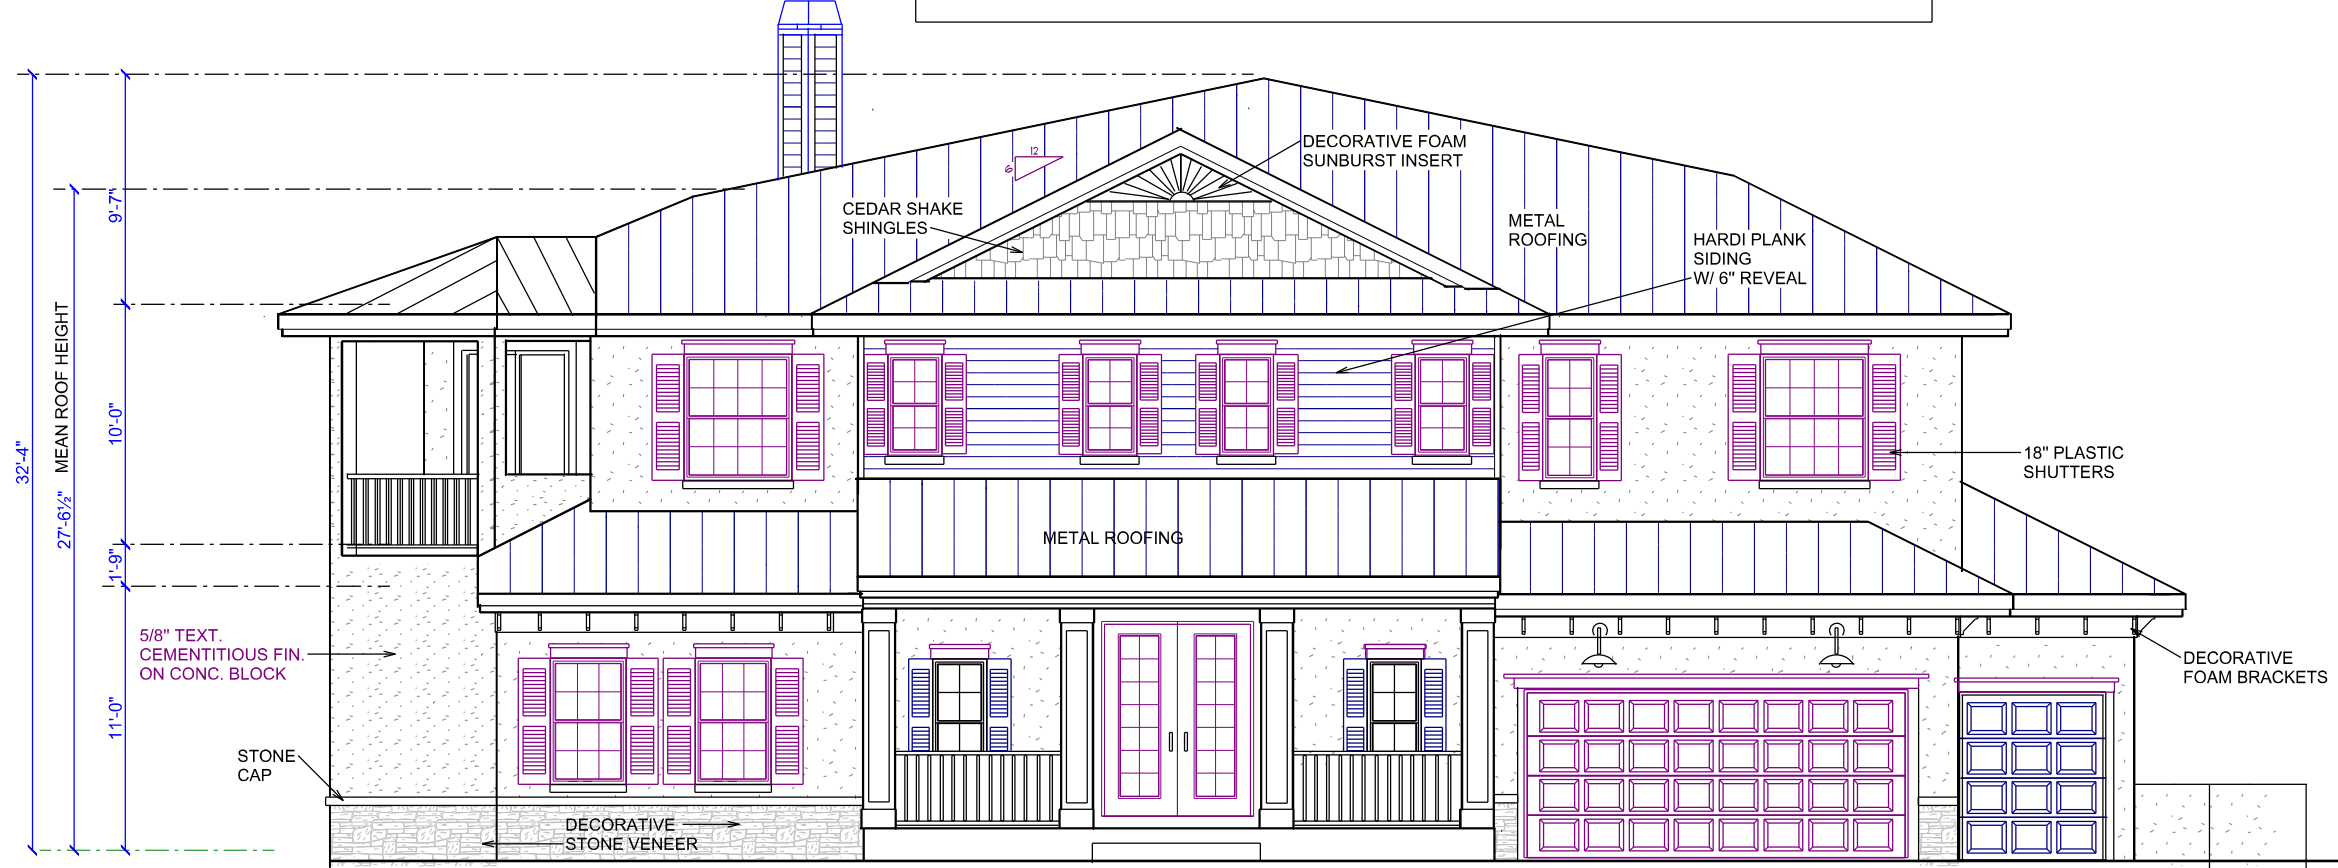 12
6
DECORATIVE FOAM
SUNBURST INSERT
CEDAR SHAKE
SHINGLES
METAL
ROOFING
HARDI PLANK
SIDING
W/ 6" REVEAL
9'-7"
MEAN ROOF HEIGHT
27'-6½"
32'-4"
10'-0"
1'-9"
11'-0"
18" PLASTIC
SHUTTERS
METAL ROOFING
5/8" TEXT.
CEMENTITIOUS FIN.
ON CONC. BLOCK
DECORATIVE
FOAM BRACKETS
STONE
CAP
DECORATIVE
STONE VENEER